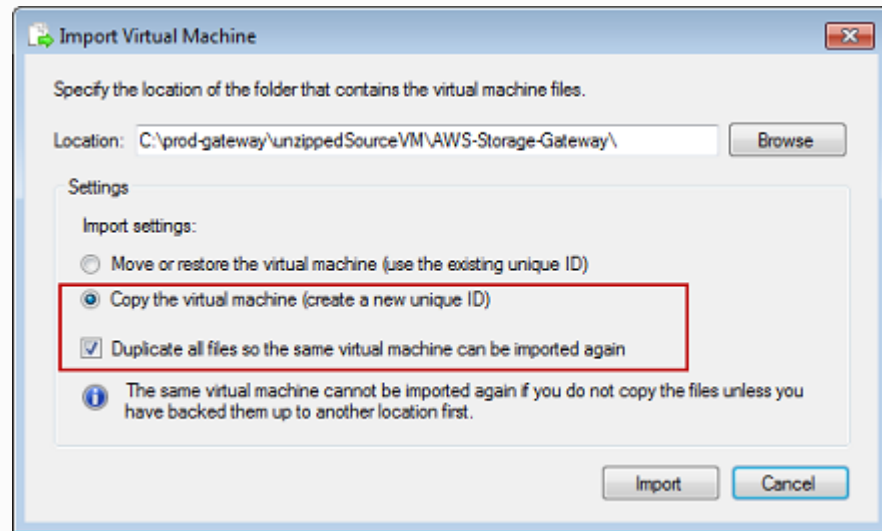 Import Virtual Machine
Specify the location of the folder that contains the virtual machine files.
Location: C:\prod-gateway\unzippedSourceVM\AWS-Storage-Gateway\ Browse
Settings
Import settings:
Move or restore the virtual machine (use the existing unique ID)
Copy the virtual machine (create a new unique ID)
Duplicate all files so the same virtual machine can be imported again
The same virtual machine cannot be imported again if you do not copy the files unless you
have backed them up to another location first.
Import Cancel